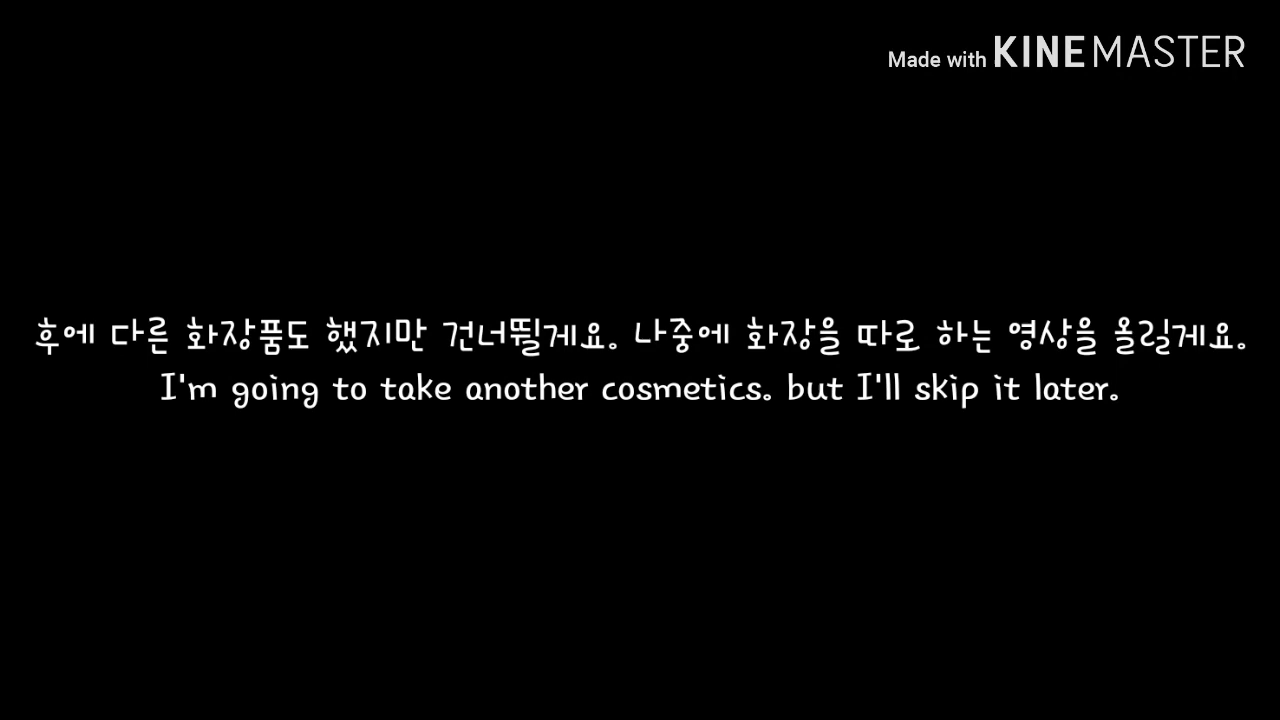 Made with KINEMASTER
후에 다른 화장품도 했지만 건너뛸게요. 나중에 화장을 따로 하는 영상을 올릴게요.
I'm going to take another cosmetics. but I'll skip it later.